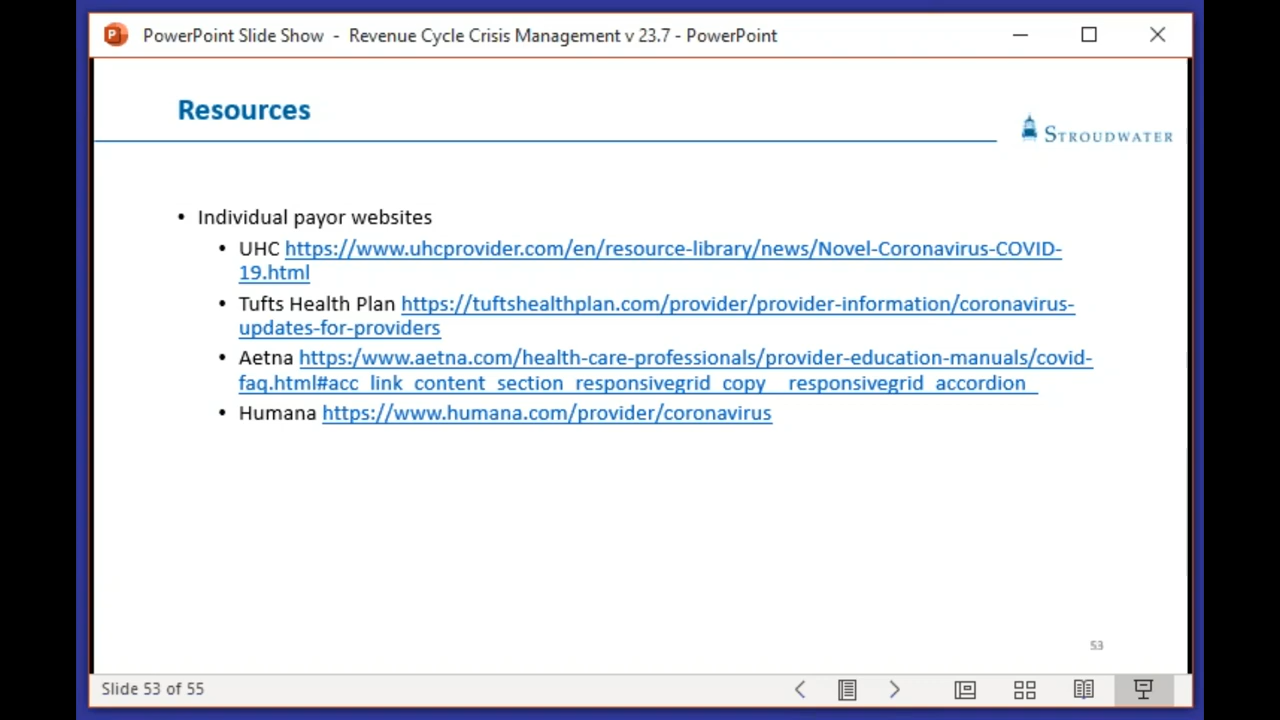 PowerPoint Slide Show - Revenue Cycle Crisis Management v 23.7 - PowerPoint
Resources
STROUDWATER
• Individual payor websites
• UHC https://www.uhcprovider.com/en/resource-library/news/Novel-Coronavirus-COVID-
19.html
• Tufts Health Plan https://tuftshealthplan.com/provider/provider-information/coronavirus-
updates-for-providers
• Aetna https:/www.aetna.com/health-care-professionals/provider-education-manuals/covid-
faq.html#acc_link_content_section_responsivegrid_copy__responsivegrid_accordion_
• Humana https://www.humana.com/provider/coronavirus
53
Slide 53 of 55